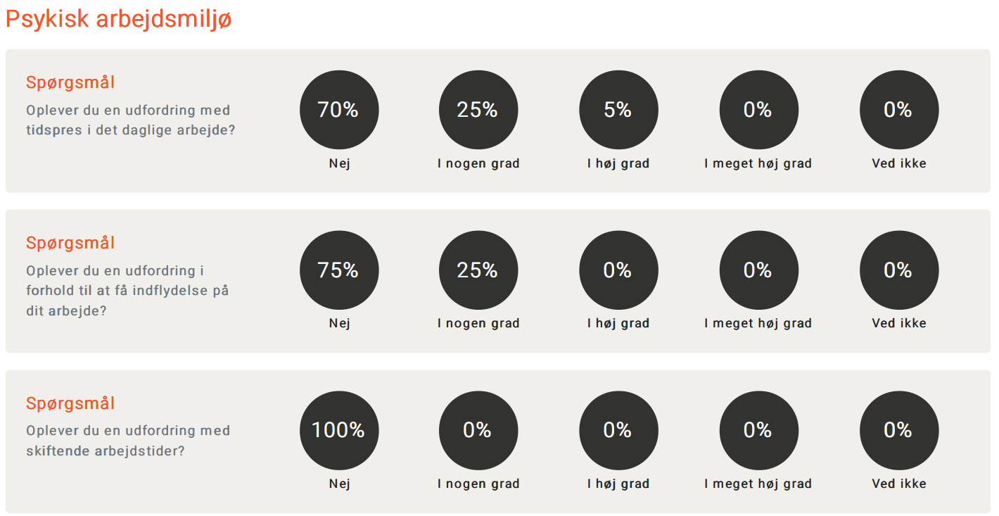 Psykisk arbejdsmiljø
Spørgsmål
Oplever du en udfordring med
tidspres i det daglige arbejde?
70%
25%
5%
0%
0%
Nej
I nogen grad
I høj grad
I meget høj grad
Ved ikke
Spørgsmål
Oplever du en udfordring i
forhold til at få indflydelse på
dit arbejde?
75%
25%
0%
0%
0%
Nej
I nogen grad
I høj grad
I meget høj grad
Ved ikke
Spørgsmål
Oplever du en udfordring med
skiftende arbejdstider?
100%
0%
0%
0%
0%
Nej
I nogen grad
I høj grad
I meget høj grad
Ved ikke